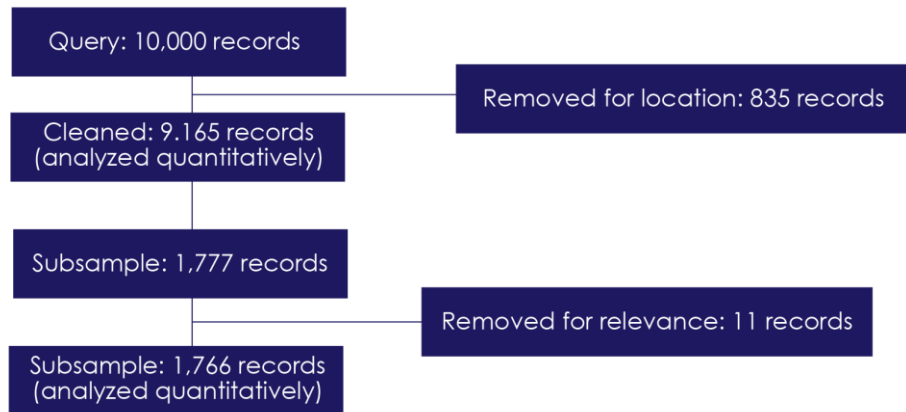 Query: 10,000 records
Removed for location: 835 records
Cleaned: 9.165 records
(analyzed quantitatively)
Subsample: 1,777 records
Removed for relevance: 11 records
Subsample: 1,766 records
(analyzed quantitatively)